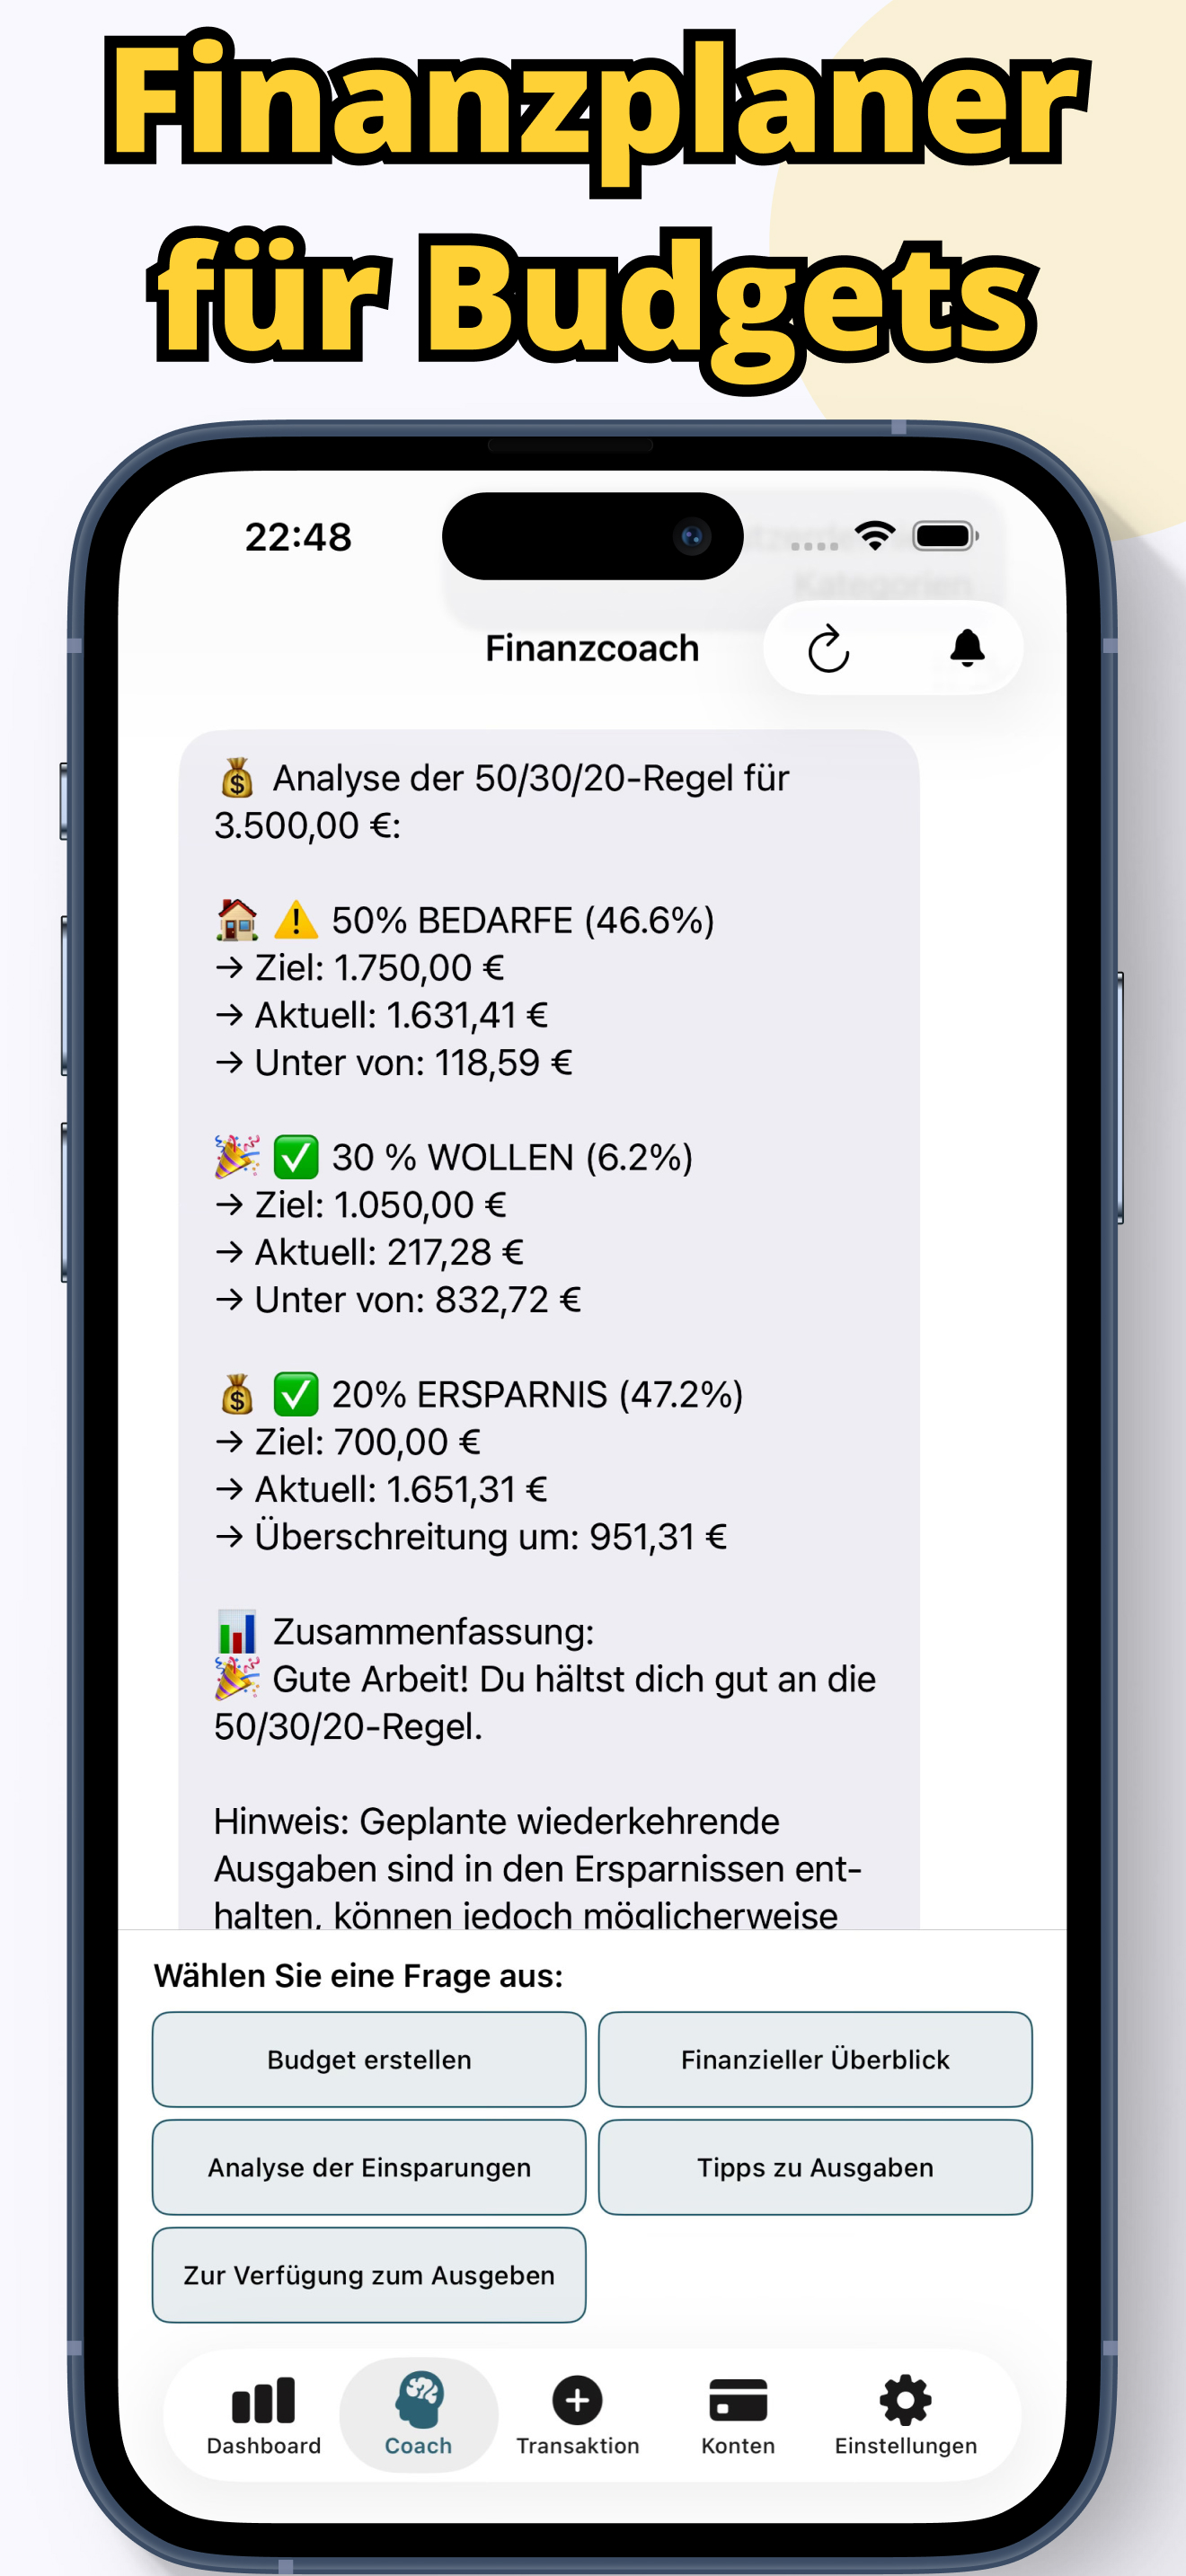 Finanzplaner
für Budgets
22:48
Kategorien
Finanzcoach
💰 Analyse der 50/30/20-Regel für
3.500,00 €:
🏠 ⚠️ 50% BEDARFE (46.6%)
→ Ziel: 1.750,00 €
→ Aktuell: 1.631,41 €
→ Unter von: 118,59 €
🎉 ✅ 30 % WOLLEN (6.2%)
→ Ziel: 1.050,00 €
→ Aktuell: 217,28 €
→ Unter von: 832,72 €
💰 ✅ 20% ERSPARNIS (47.2%)
→ Ziel: 700,00 €
→ Aktuell: 1.651,31 €
→ Überschreitung um: 951,31 €
📊 Zusammenfassung:
🎉 Gute Arbeit! Du hältst dich gut an die
50/30/20-Regel.
Hinweis: Geplante wiederkehrende
Ausgaben sind in den Ersparnissen ent-
halten, können jedoch möglicherweise
Wählen Sie eine Frage aus:
Budget erstellen
Finanzieller Überblick
Analyse der Einsparungen
Tipps zu Ausgaben
Zur Verfügung zum Ausgeben
Dashboard
Coach
Transaktion
Konten
Einstellungen